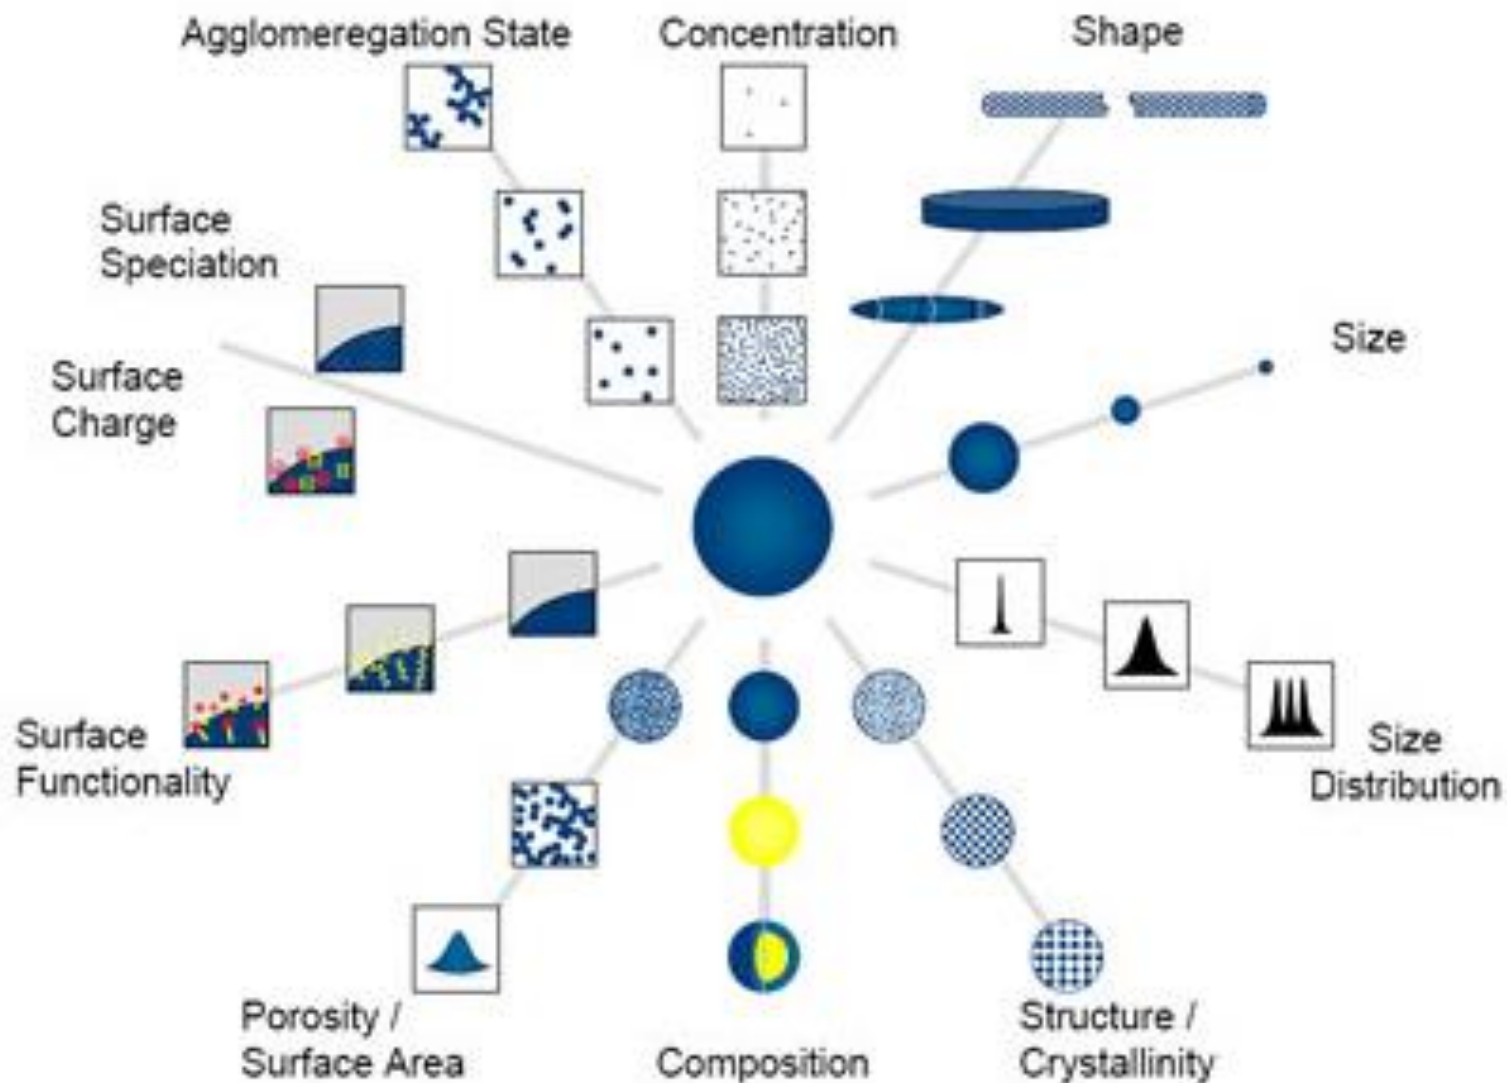 Agglomeregation State
Concentration
Shape
Surface
Speciation
Size
Surface
Charge
Surface
Functionality
Size
Distribution
Porosity /
Surface Area
Composition
Structure /
Crystallinity